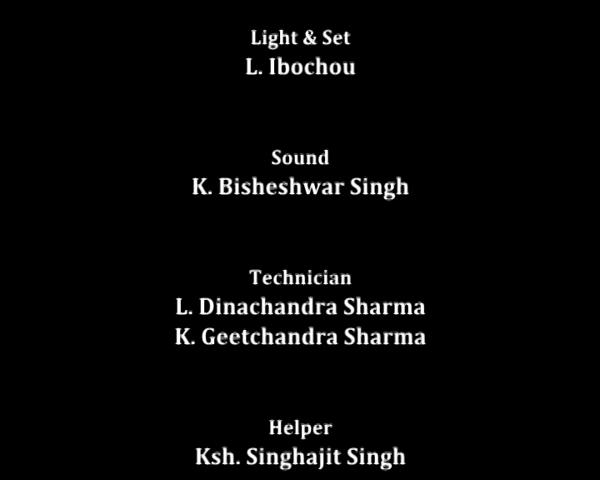 Light & Set
L. Ibochou
Sound
K. Bisheshwar Singh
Technician
L. Dinachandra Sharma
K. Geetchandra Sharma
Helper
Ksh. Singhajit Singh